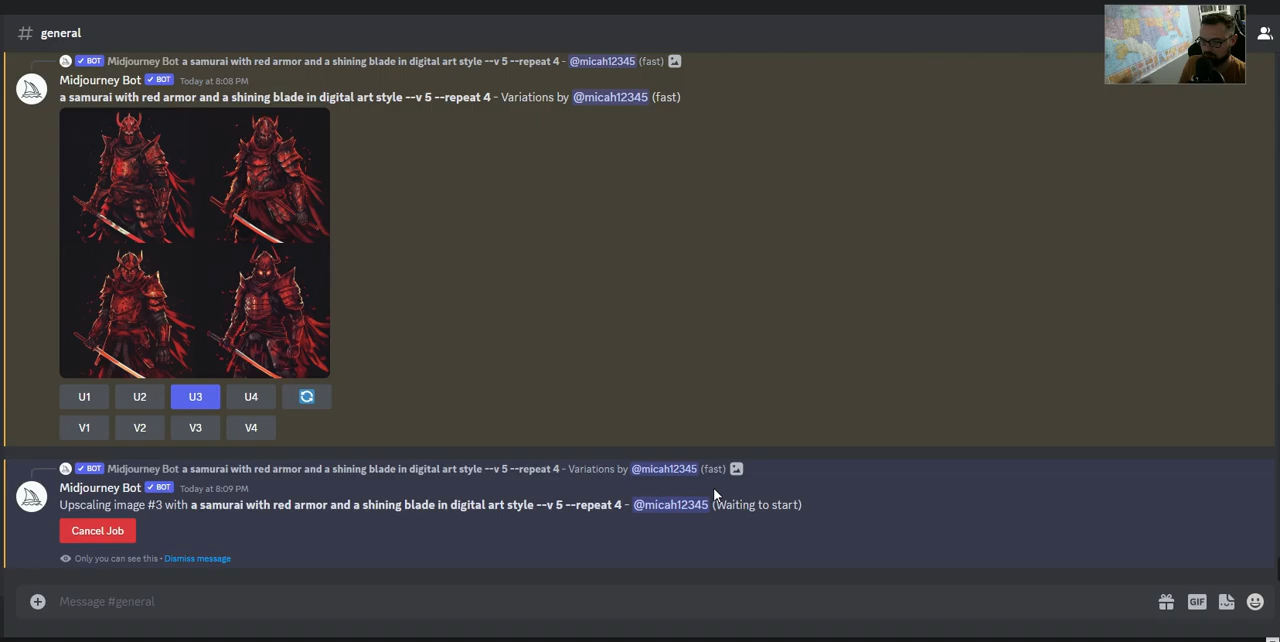 # general
✓ BOT Midjourney Bot a samurai with red armor and a shining blade in digital art style --v 5 --repeat 4 - @micah12345 (fast)
Midjourney Bot ✓ BOT Today at 8:08 PM
a samurai with red armor and a shining blade in digital art style --v 5 --repeat 4 - Variations by @micah12345 (fast)
U1 U2 U3 U4
V1 V2 V3 V4
✓ BOT Midjourney Bot a samurai with red armor and a shining blade in digital art style --v 5 --repeat 4 - Variations by @micah12345 (fast)
Midjourney Bot ✓ BOT Today at 8:09 PM
Upscaling image #3 with a samurai with red armor and a shining blade in digital art style --v 5 --repeat 4 - @micah12345 (Waiting to start)
Cancel Job
Only you can see this • Dismiss message
Message #general
GIF